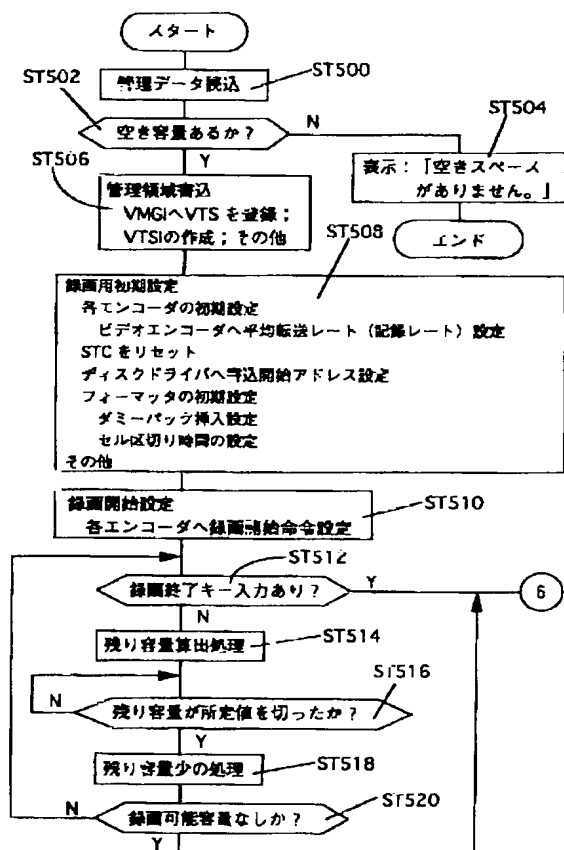 スタート
ST500
管理データ読込
ST502
空き容量あるか？
N
Y
ST504
表示：「空きスペース
がありません。」
エンド
ST506
管理領域書込
VMGIへVTSを登録；
VTSIの作成；その他
ST508
録画用初期設定
各エンコーダの初期設定
ビデオエンコーダへ平均転送レート（記録レート）設定
STCをリセット
ディスクドライバへ書込開始アドレス設定
フォーマッタの初期設定
ダミーパック挿入設定
セル区切り時間の設定
その他
ST510
録画開始設定
各エンコーダへ録画開始命令設定
ST512
録画終了キー入力あり？
Y
6
N
残り容量算出処理
ST514
ST516
残り容量が所定値を切ったか？
N
Y
残り容量少の処理
ST518
ST520
録画可能容量なしか？
N
Y